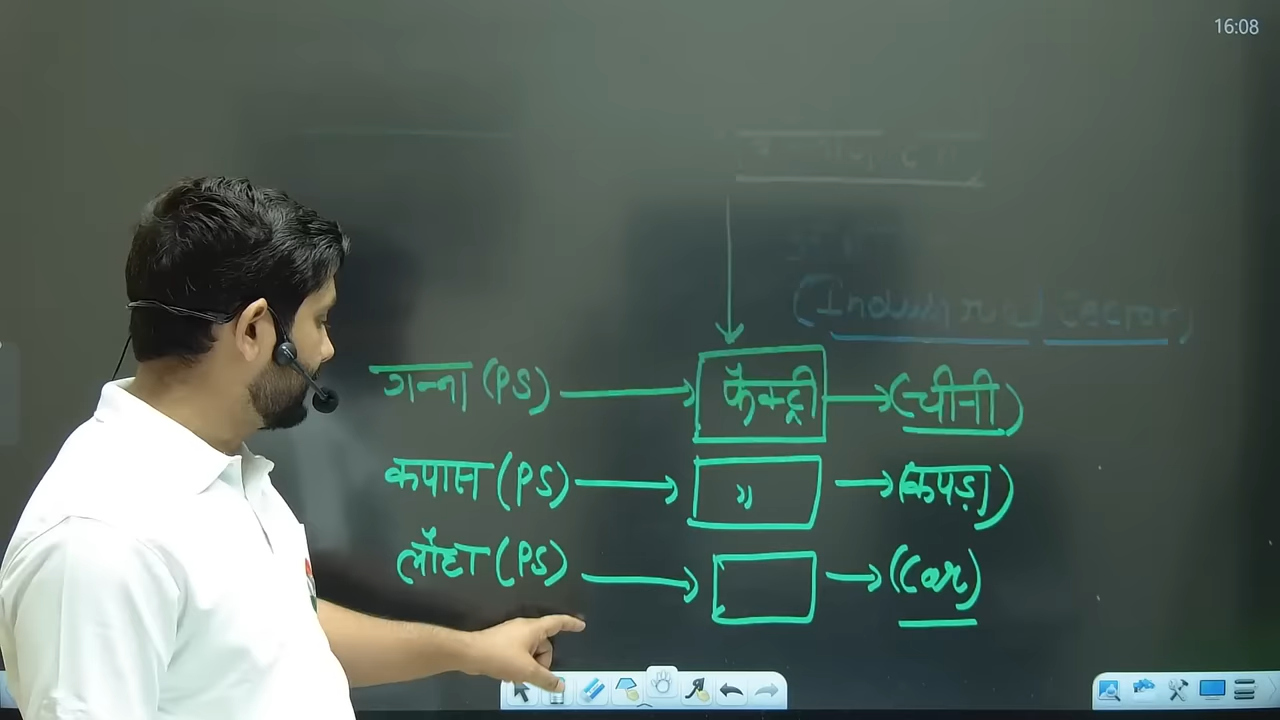 16:08
(Industrial Sector)
गन्ना (PS) → फैक्ट्री → (चीनी)
कपास (PS) → " → (कपड़ा)
लौहा (PS) → → (Car)